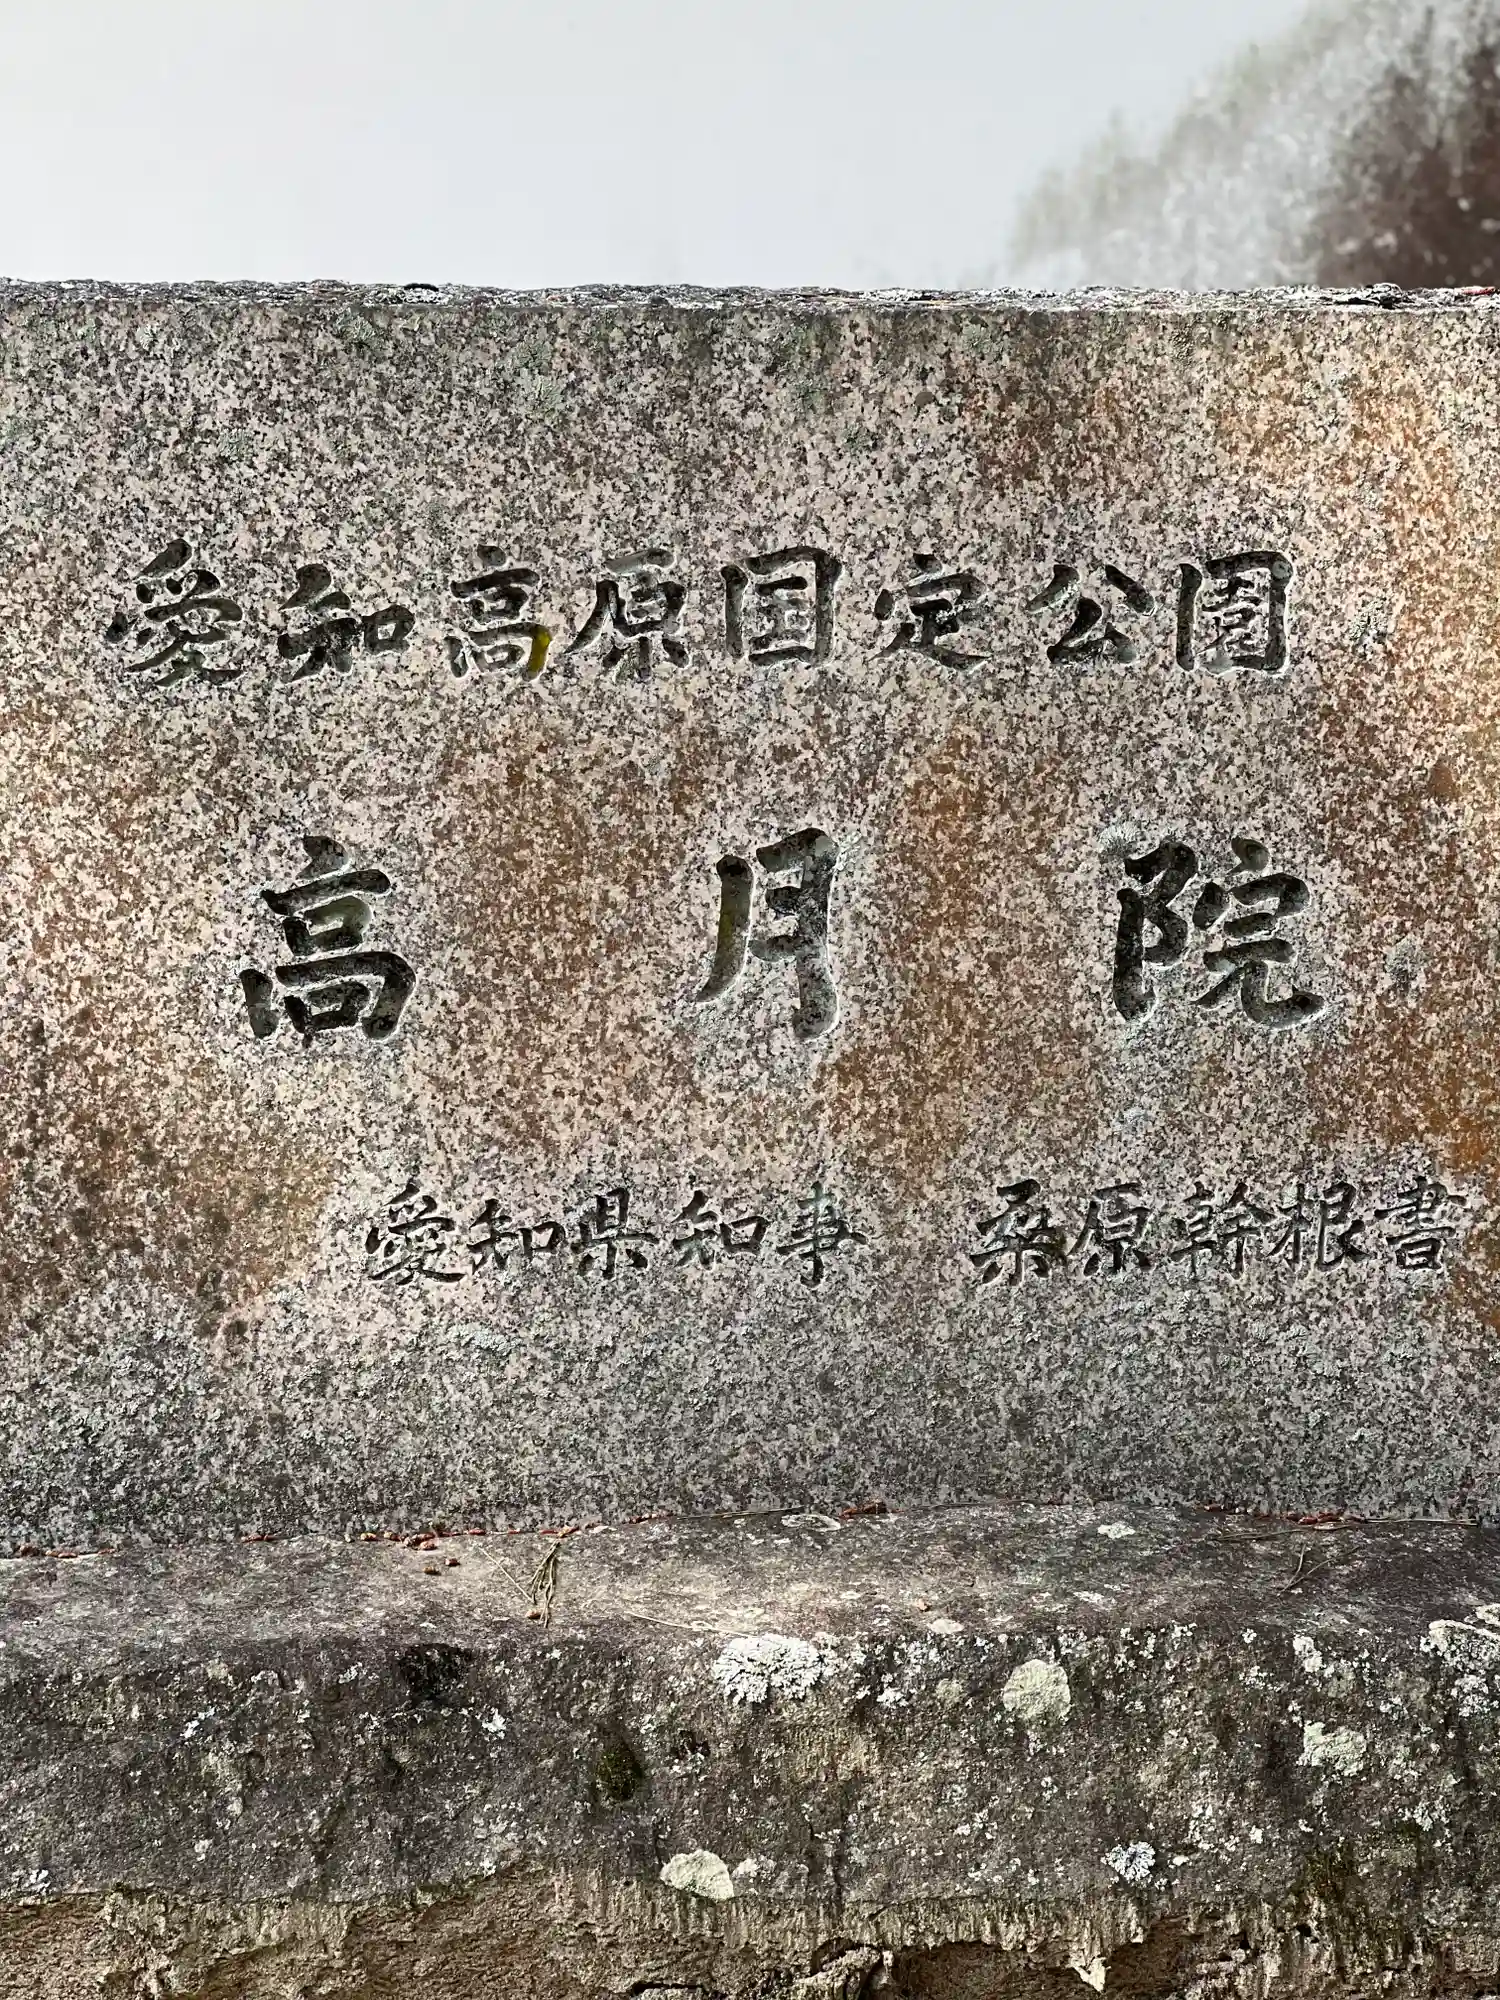 愛知高原国定公園
高月院
愛知県知事 桑原幹根書